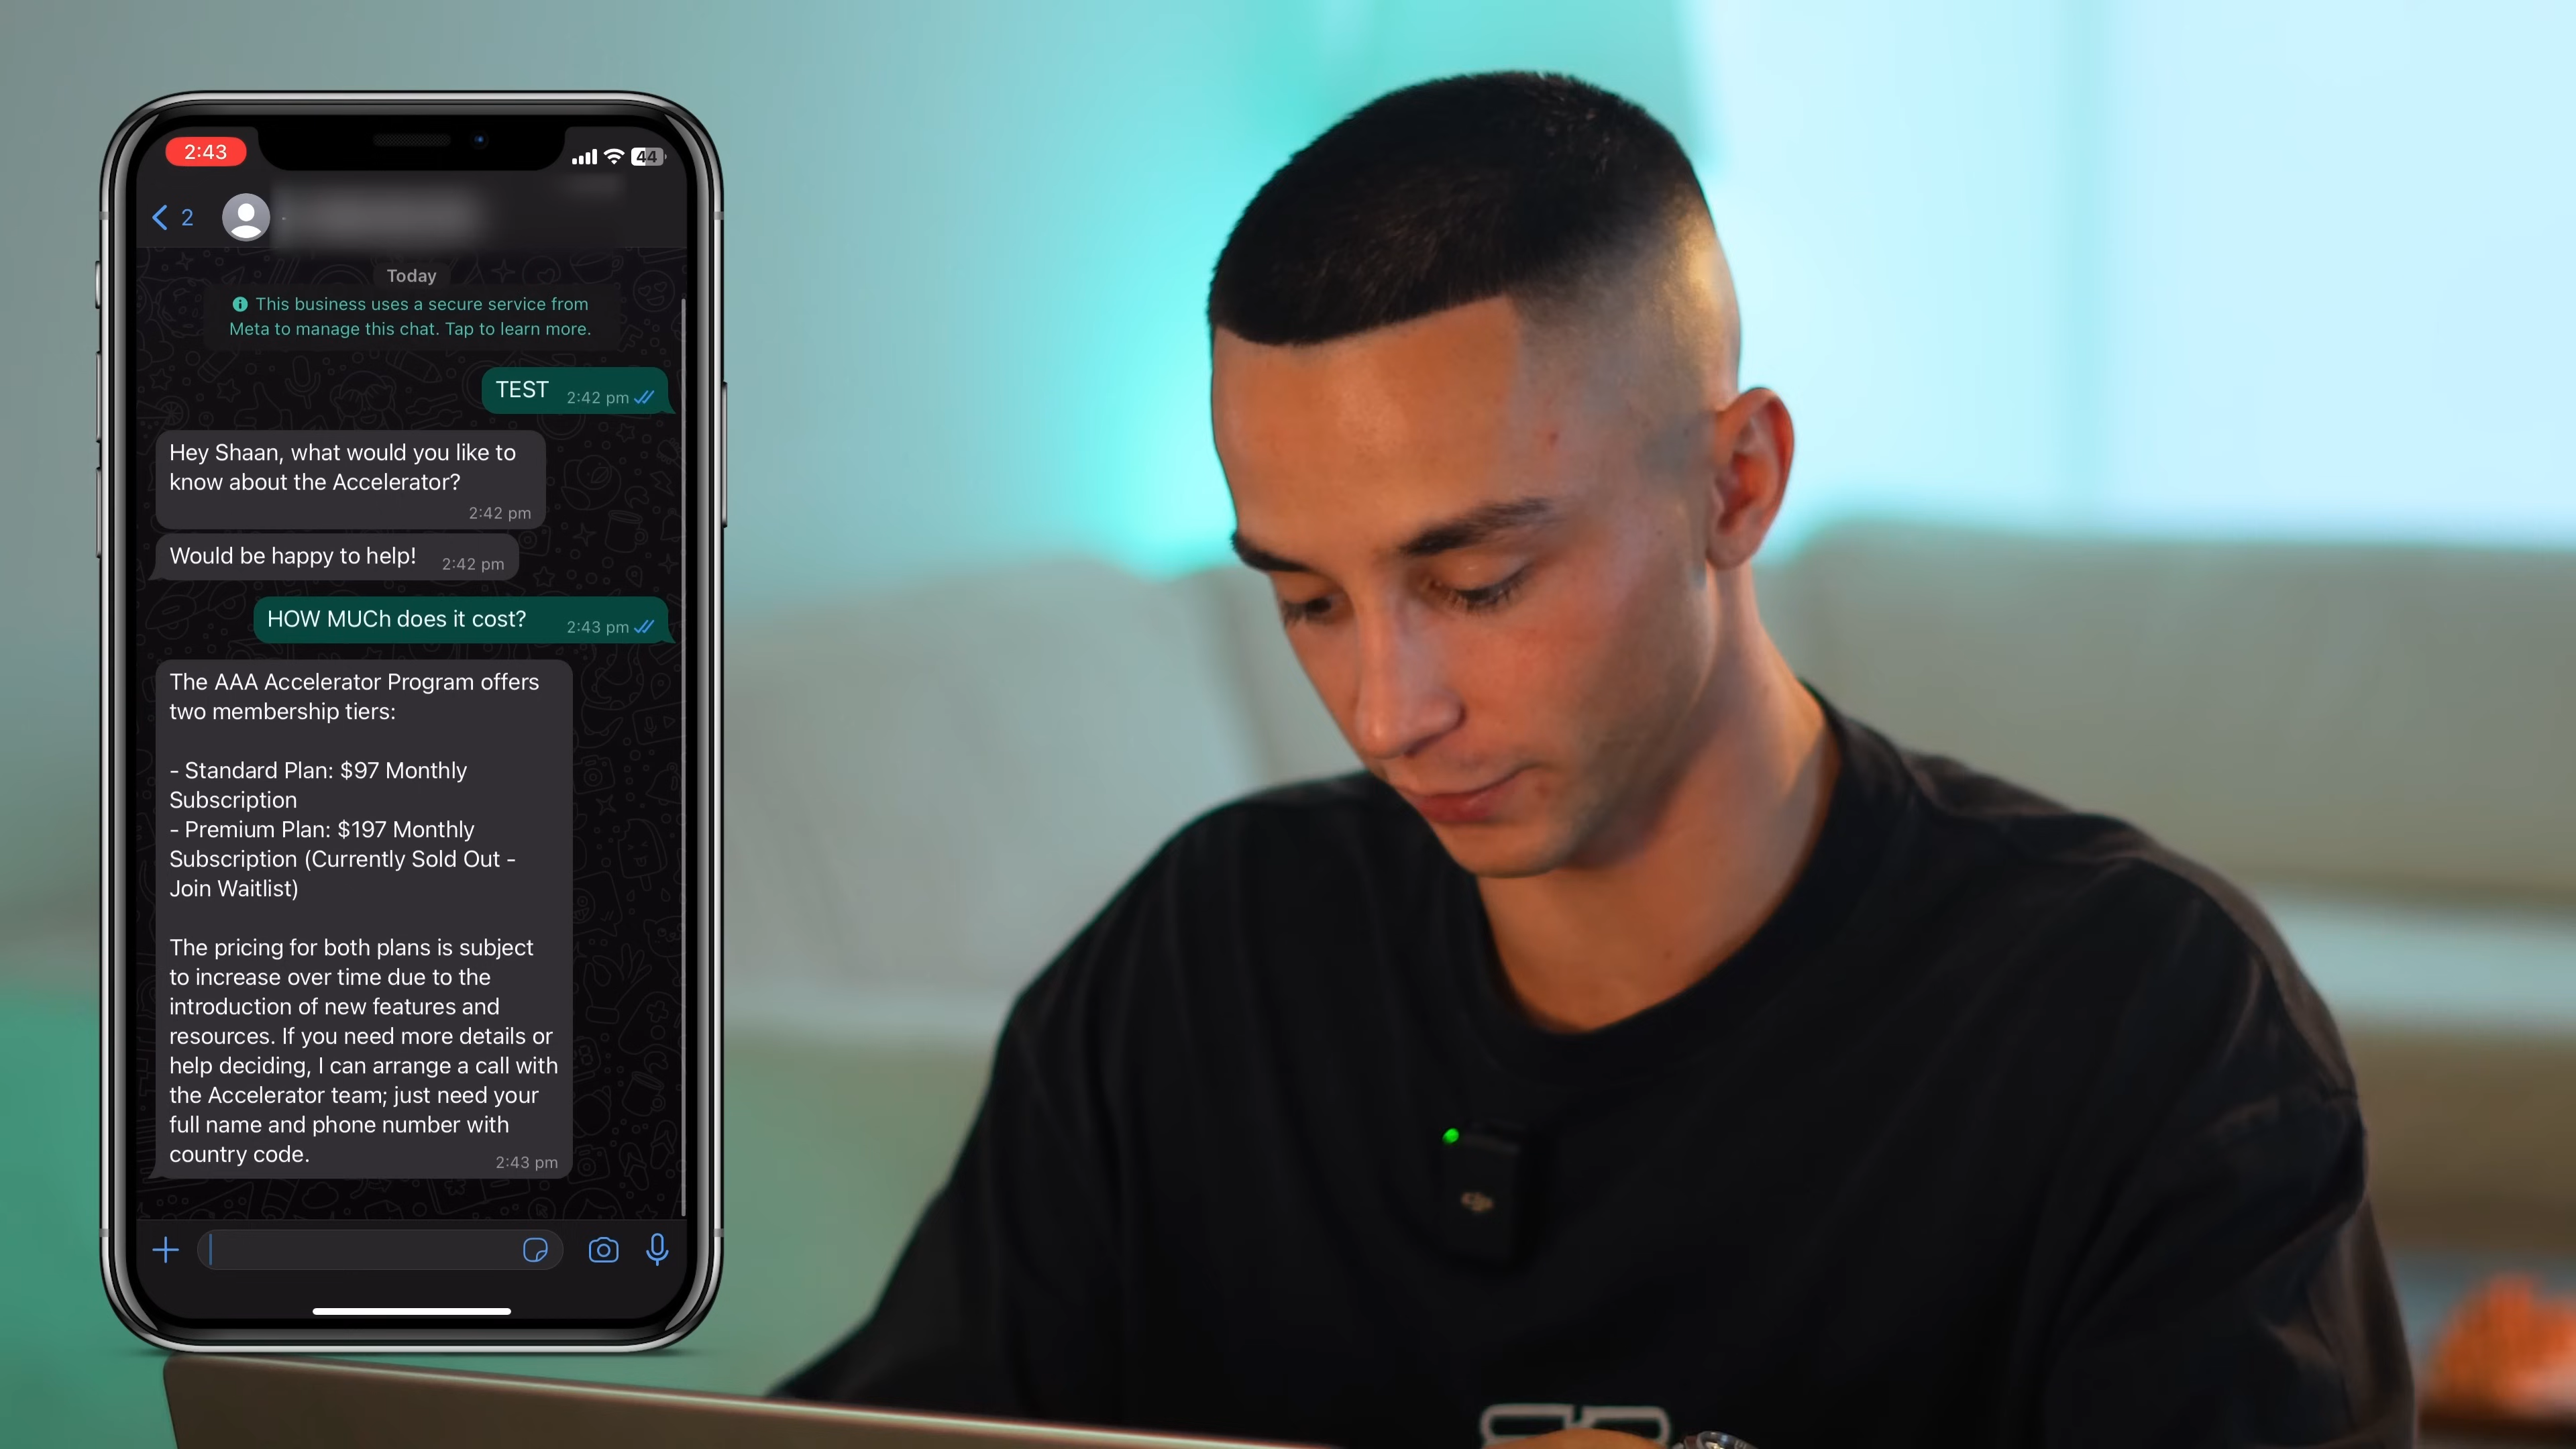 2:43
44
2
Today
This business uses a secure service from
Meta to manage this chat. Tap to learn more.
TEST 2:42 pm
Hey Shaan, what would you like to
know about the Accelerator?
2:42 pm
Would be happy to help! 2:42 pm
HOW MUCh does it cost? 2:43 pm
The AAA Accelerator Program offers
two membership tiers:
- Standard Plan: $97 Monthly
Subscription
- Premium Plan: $197 Monthly
Subscription (Currently Sold Out -
Join Waitlist)
The pricing for both plans is subject
to increase over time due to the
introduction of new features and
resources. If you need more details or
help deciding, I can arrange a call with
the Accelerator team; just need your
full name and phone number with
country code.
2:43 pm
dji